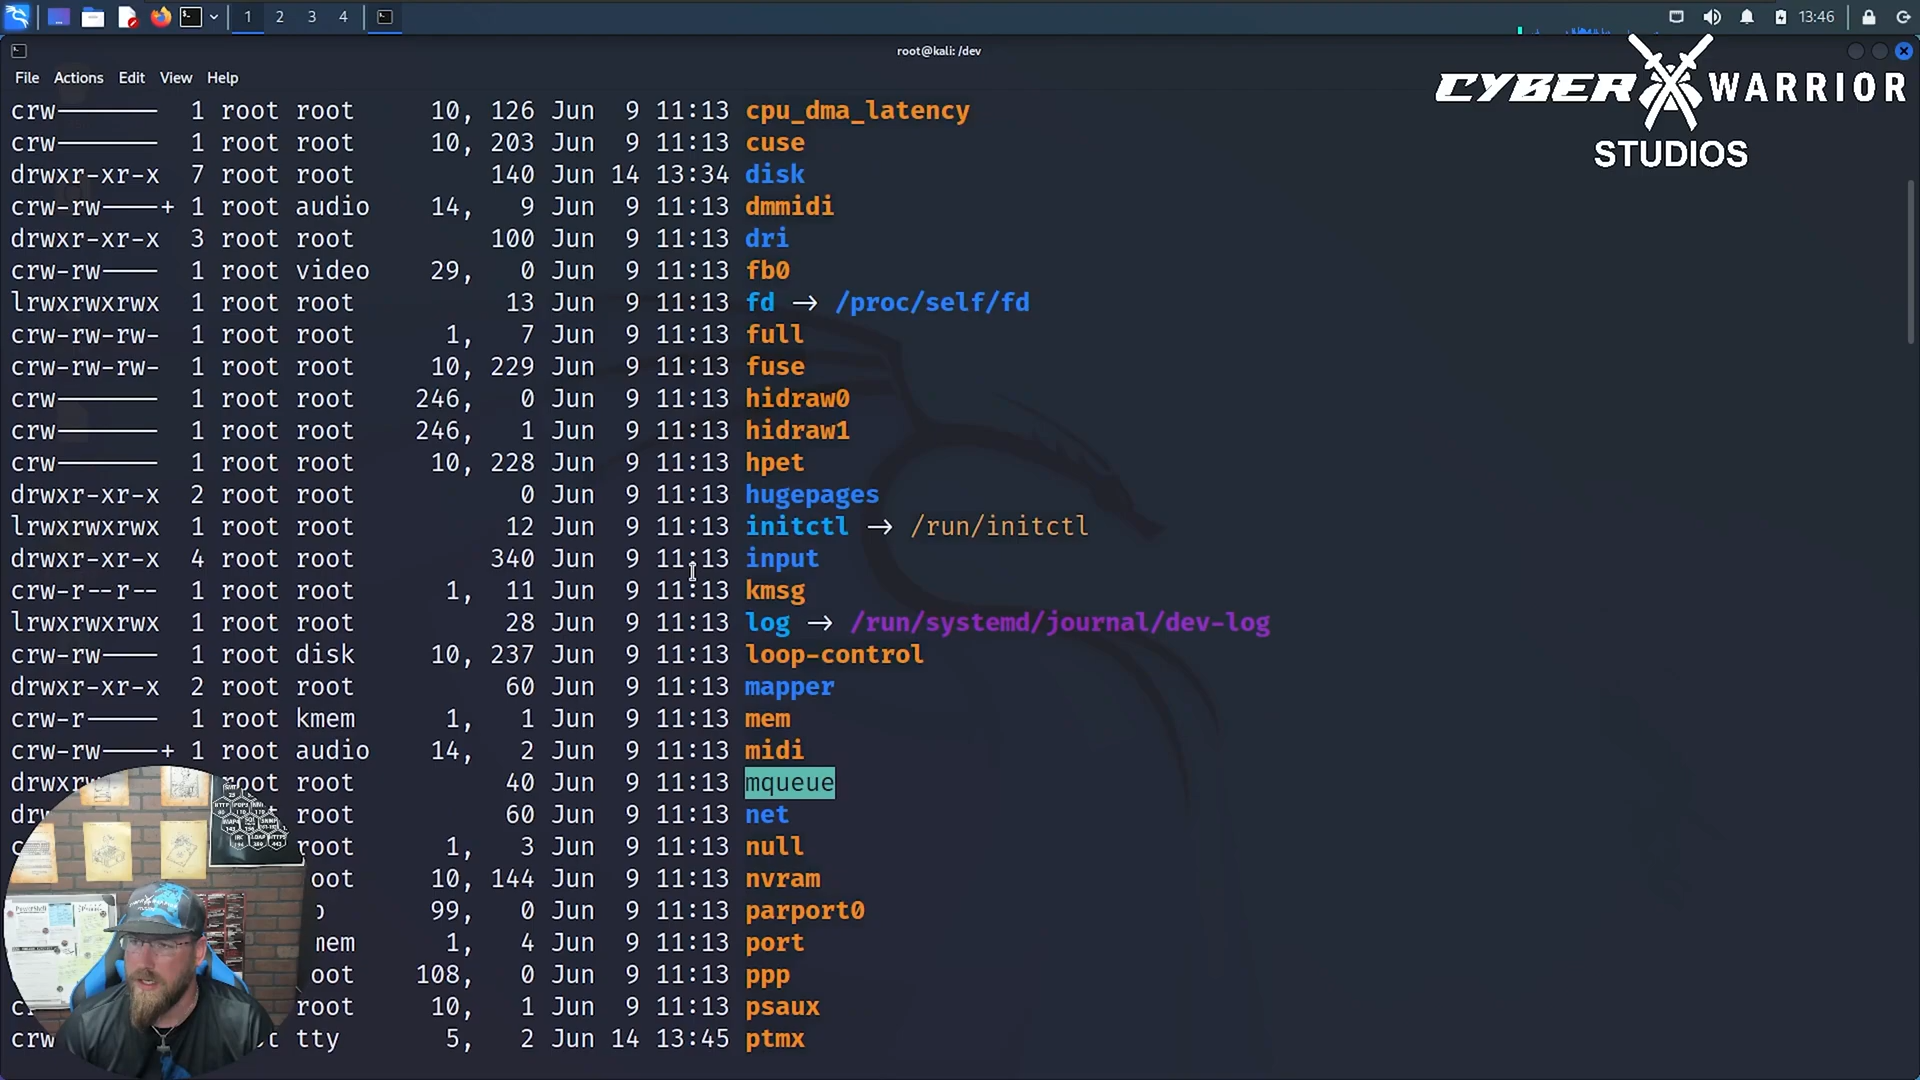 1 2 3 4 13:46
root@kali: /dev
File Actions Edit View Help
CYBER WARRIOR
STUDIOS
crw------- 1 root root 10, 126 Jun 9 11:13 cpu_dma_latency
crw------- 1 root root 10, 203 Jun 9 11:13 cuse
drwxr-xr-x 7 root root 140 Jun 14 13:34 disk
crw-rw----+ 1 root audio 14, 9 Jun 9 11:13 dmmidi
drwxr-xr-x 3 root root 100 Jun 9 11:13 dri
crw-rw---- 1 root video 29, 0 Jun 9 11:13 fb0
lrwxrwxrwx 1 root root 13 Jun 9 11:13 fd → /proc/self/fd
crw-rw-rw- 1 root root 1, 7 Jun 9 11:13 full
crw-rw-rw- 1 root root 10, 229 Jun 9 11:13 fuse
crw------- 1 root root 246, 0 Jun 9 11:13 hidraw0
crw------- 1 root root 246, 1 Jun 9 11:13 hidraw1
crw------- 1 root root 10, 228 Jun 9 11:13 hpet
drwxr-xr-x 2 root root 0 Jun 9 11:13 hugepages
lrwxrwxrwx 1 root root 12 Jun 9 11:13 initctl → /run/initctl
drwxr-xr-x 4 root root 340 Jun 9 11:13 input
crw-r--r-- 1 root root 1, 11 Jun 9 11:13 kmsg
lrwxrwxrwx 1 root root 28 Jun 9 11:13 log → /run/systemd/journal/dev-log
crw-rw---- 1 root disk 10, 237 Jun 9 11:13 loop-control
drwxr-xr-x 2 root root 60 Jun 9 11:13 mapper
crw-r----- 1 root kmem 1, 1 Jun 9 11:13 mem
crw-rw----+ 1 root audio 14, 2 Jun 9 11:13 midi
drwxrw root root 40 Jun 9 11:13 mqueue
drw root 60 Jun 9 11:13 net
c root 1, 3 Jun 9 11:13 null
oot 10, 144 Jun 9 11:13 nvram
p 99, 0 Jun 9 11:13 parport0
mem 1, 4 Jun 9 11:13 port
oot 108, 0 Jun 9 11:13 ppp
c root 10, 1 Jun 9 11:13 psaux
crw t tty 5, 2 Jun 14 13:45 ptmx